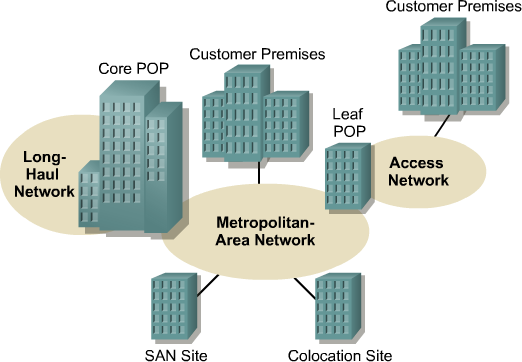 Customer Premises
Customer Premises
Core POP
Leaf
POP
Long-
Haul
Network
Access
Network
Metropolitan-
Area Network
SAN Site
Colocation Site